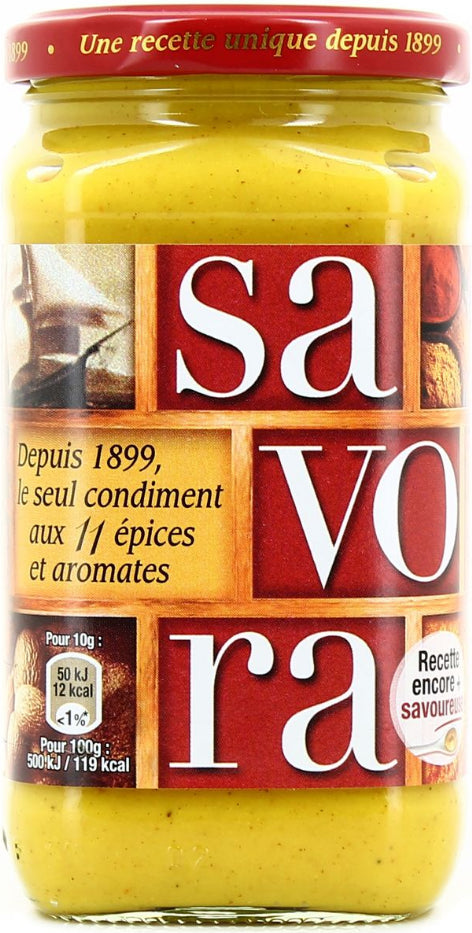 899 • Une recette unique depuis 1899 •
sa
vo
ra
Depuis 1899,
le seul condiment
aux 11 épices
et aromates
Pour 10g :
50 kJ
12 kcal
<1%*
Pour 100g :
500 kJ / 119 kcal
Recette
encore +
savoureuse